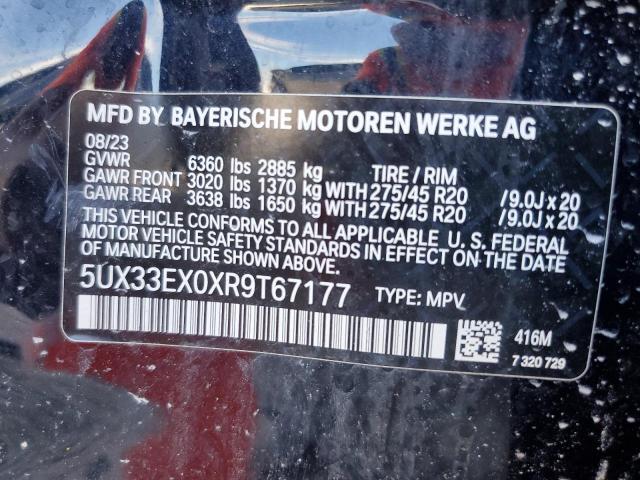 MFD BY BAYERISCHE MOTOREN WERKE AG
08/23
GVWR 6360 lbs 2885 kg TIRE / RIM
GAWR FRONT 3020 lbs 1370 kg WITH 275/45 R20 /9.0J x 20
GAWR REAR 3638 lbs 1650 kg WITH 275/45 R20 /9.0J x 20
THIS VEHICLE CONFORMS TO ALL APPLICABLE U. S. FEDERAL
MOTOR VEHICLE SAFETY STANDARDS IN EFFECT ON THE DATE
OF MANUFACTURE SHOWN ABOVE.
5UX33EX0XR9T67177 TYPE: MPV
416M
7 320 729